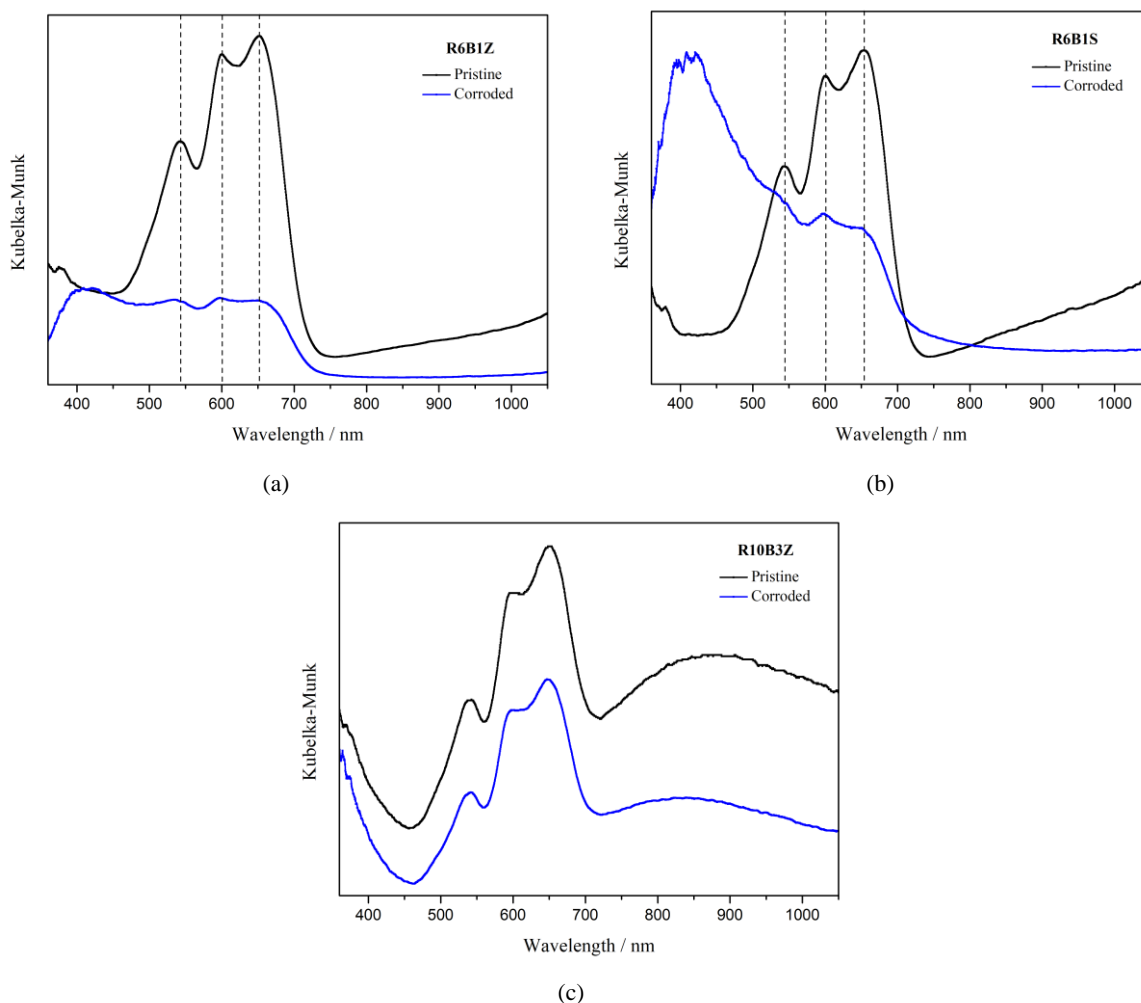 R6B1Z
Pristine
Corroded
Kubelka-Munk
400 500 600 700 800 900 1000
Wavelength / nm
(a)
R6B1S
Pristine
Corroded
Kubelka-Munk
400 500 600 700 800 900 1000
Wavelength / nm
(b)
R10B3Z
Pristine
Corroded
Kubelka-Munk
400 500 600 700 800 900 1000
Wavelength / nm
(c)